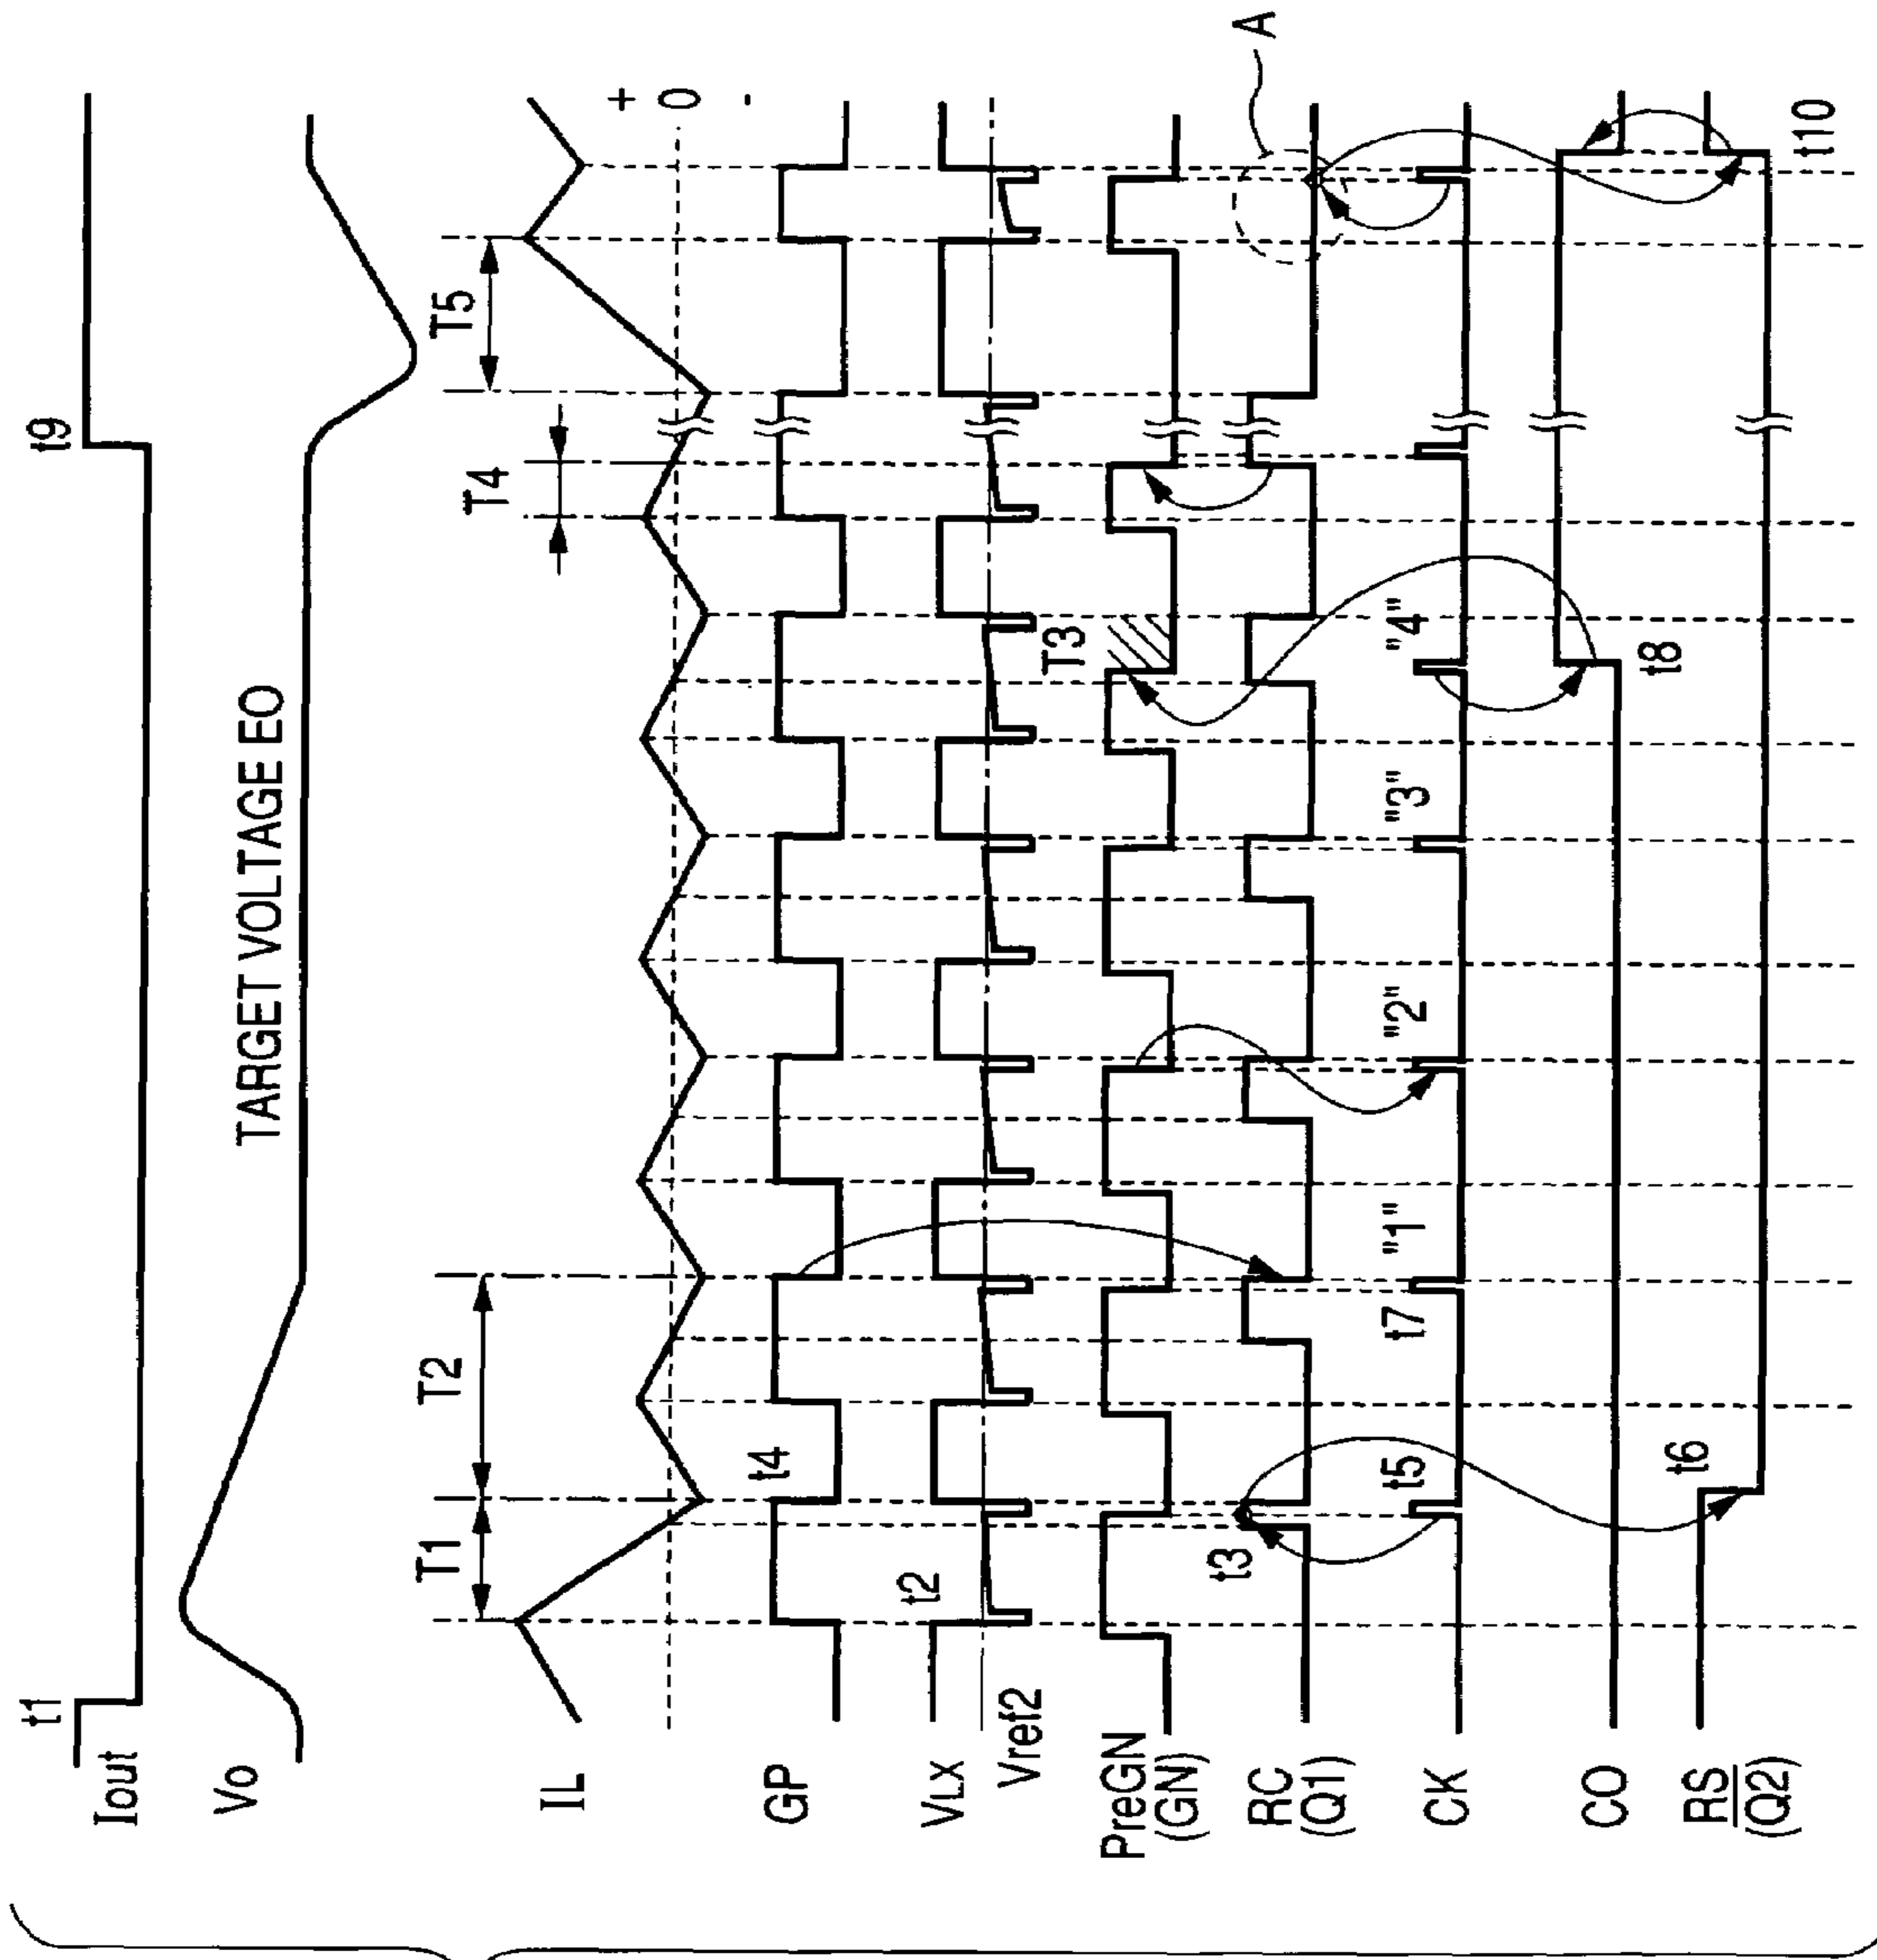 t1
t9
Iout
Vo
TARGET VOLTAGE EO
T1
T2
T4
T5
IL
+
0
-
GP
t4
VLX
t2
Vref2
PreGN
(GN)
T3
RC
(Q1)
t3
A
CK
t5
t7
"1"
"2"
"3"
"4"
CO
t8
RS
(Q2)
t6
t10